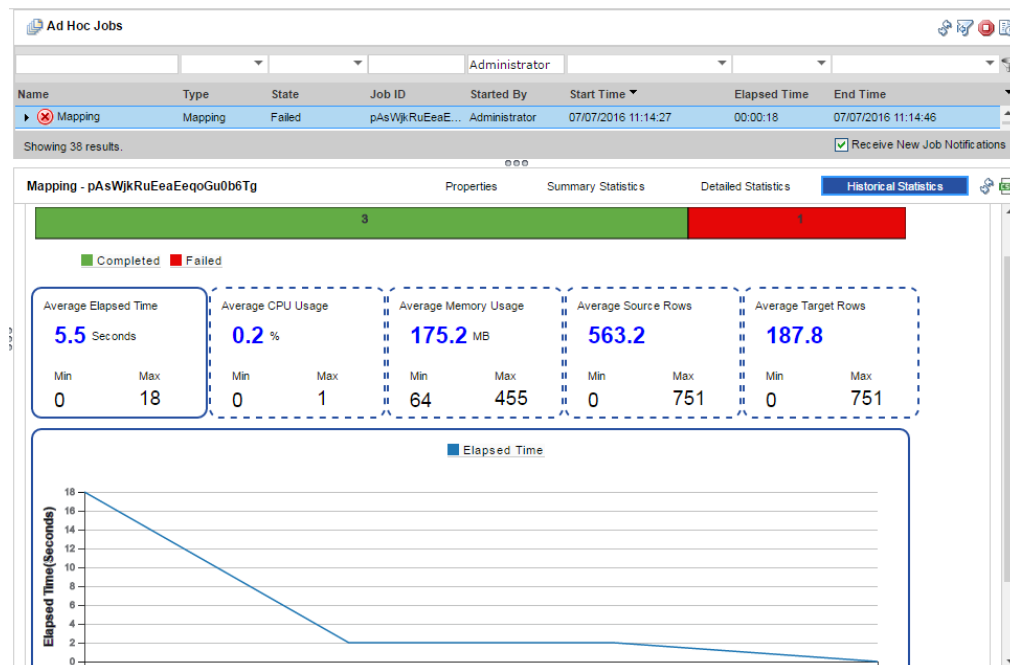 Ad Hoc Jobs
Administrator
Name Type State Job ID Started By Start Time Elapsed Time End Time
Mapping Mapping Failed pAsWjkRuEeaE... Administrator 07/07/2016 11:14:27 00:00:18 07/07/2016 11:14:46
Showing 38 results. Receive New Job Notifications
Mapping - pAsWjkRuEeaEeqoGu0b6Tg Properties Summary Statistics Detailed Statistics Historical Statistics
3 1
Completed Failed
Average Elapsed Time Average CPU Usage Average Memory Usage Average Source Rows Average Target Rows
5.5 Seconds 0.2 % 175.2 MB 563.2 187.8
Min Max Min Max Min Max Min Max Min Max
0 18 0 1 64 455 0 751 0 751
Elapsed Time
Elapsed Time(Seconds)
18
16
14
12
10
8
6
4
2
0